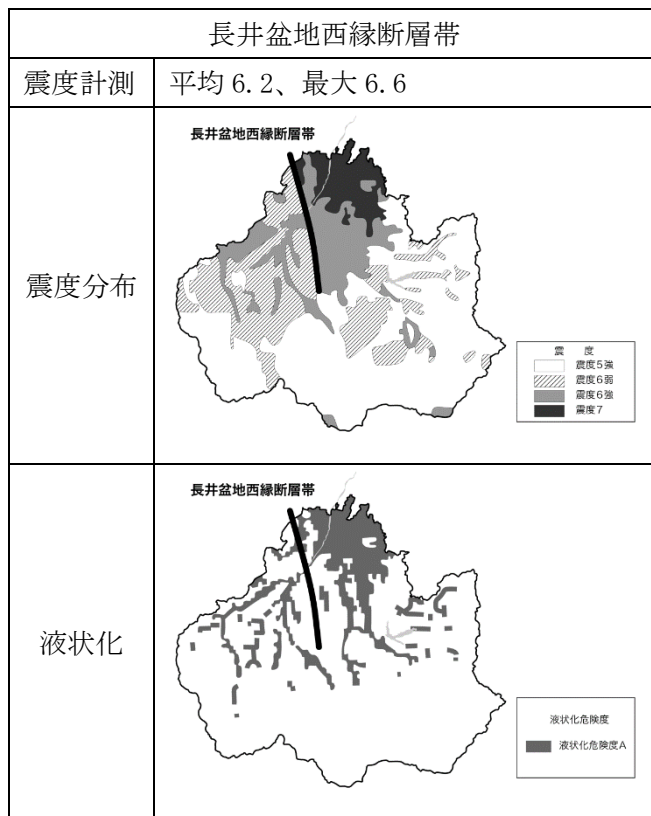 長井盆地西縁断層帯
震度計測
平均 6.2、最大 6.6
震度分布
長井盆地西縁断層帯
震 度
震度5強
震度6弱
震度6強
震度7
液状化
長井盆地西縁断層帯
液状化危険度
液状化危険度A